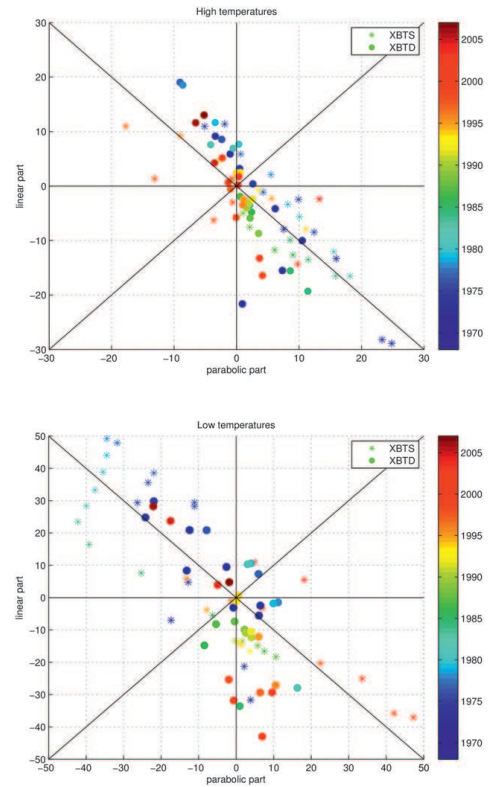 High temperatures
30
20
10
0
−10
−20
−30
−30 −20 −10 0 10 20 30
linear part
parabolic part
XBTS
XBTD
2005
2000
1995
1990
1985
1980
1975
1970
Low temperatures
50
40
30
20
10
0
−10
−20
−30
−40
−50
−50 −40 −30 −20 −10 0 10 20 30 40 50
linear part
parabolic part
XBTS
XBTD
2005
2000
1995
1990
1985
1980
1975
1970